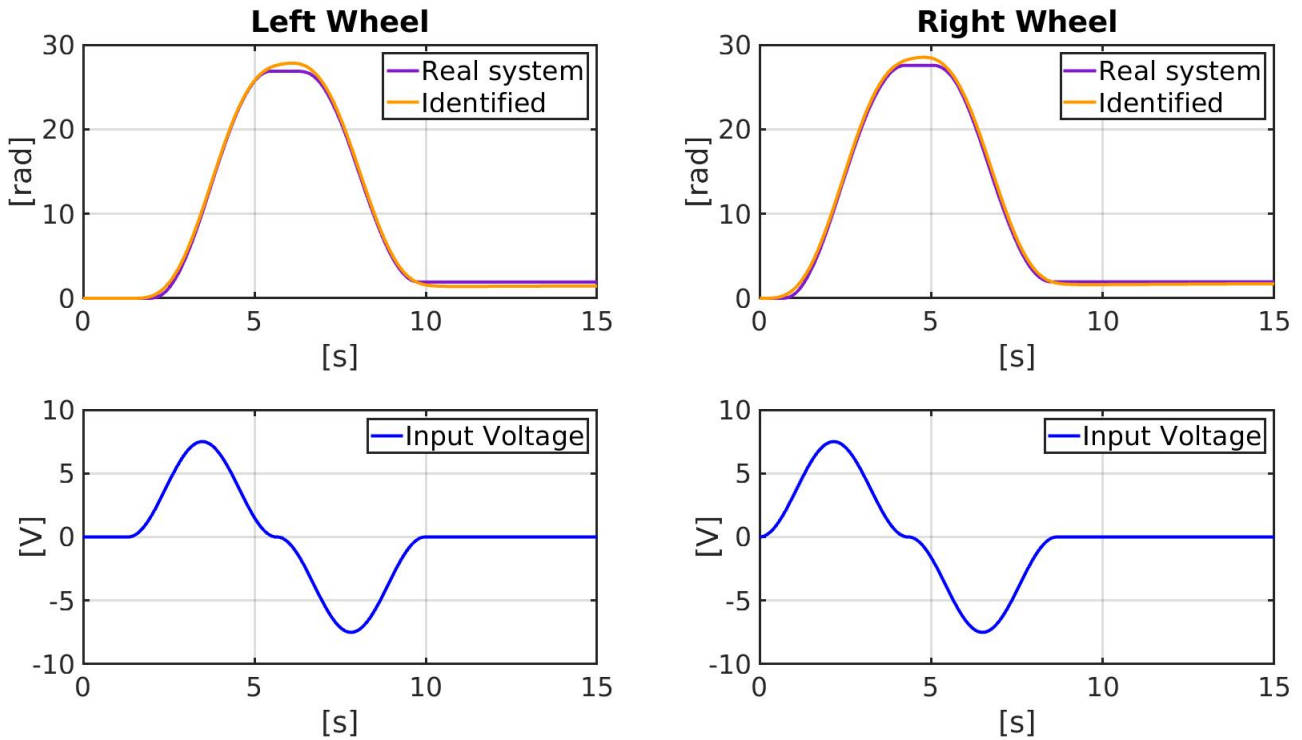 Left Wheel
30
20
10
0
[rad]
Real system
Identified
0
5
10
15
[s]
Right Wheel
30
20
10
0
[rad]
Real system
Identified
0
5
10
15
[s]
10
5
0
-5
-10
[V]
Input Voltage
0
5
10
15
[s]
10
5
0
-5
-10
[V]
Input Voltage
0
5
10
15
[s]